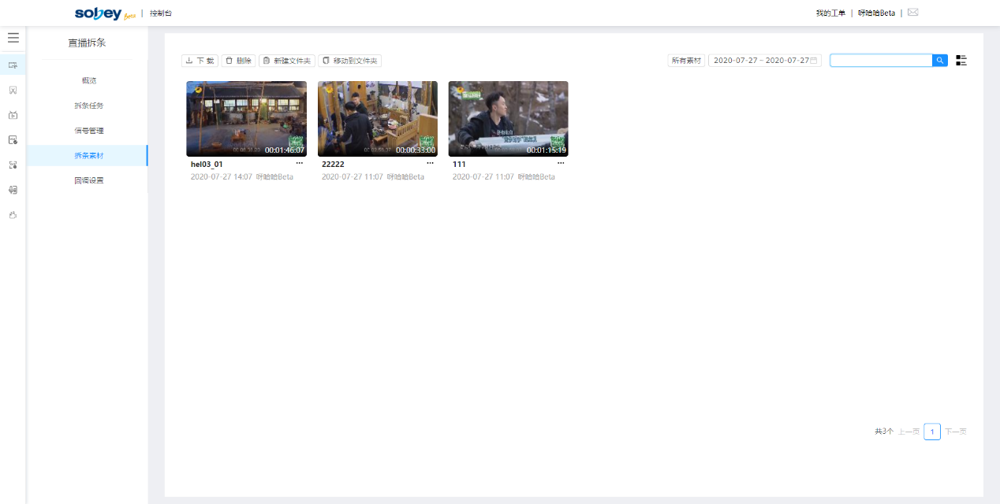 sobey Beta | 控制台
我的工单 | 呀哈哈Beta |
直播拆条
概览
拆条任务
信号管理
拆条素材
回调设置
下 载
删除
新建文件夹
移动到文件夹
所有素材
2020-07-27 ~ 2020-07-27
00:01:46:07
hel03_01 ···
2020-07-27 14:07 呀哈哈Beta
00:00:33:00
22222 ···
2020-07-27 11:07 呀哈哈Beta
00:01:15:19
111 ···
2020-07-27 11:07 呀哈哈Beta
共3个 上一页 1 下一页